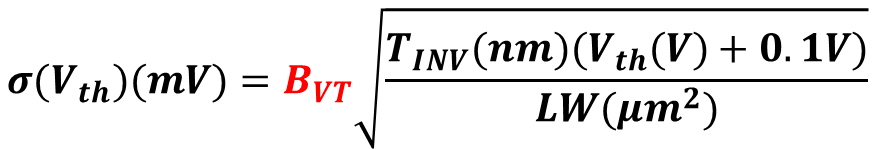 σ(V_th)(mV) = B_VT √(T_INV(nm)(V_th(V) + 0.1V) / LW(μm²))